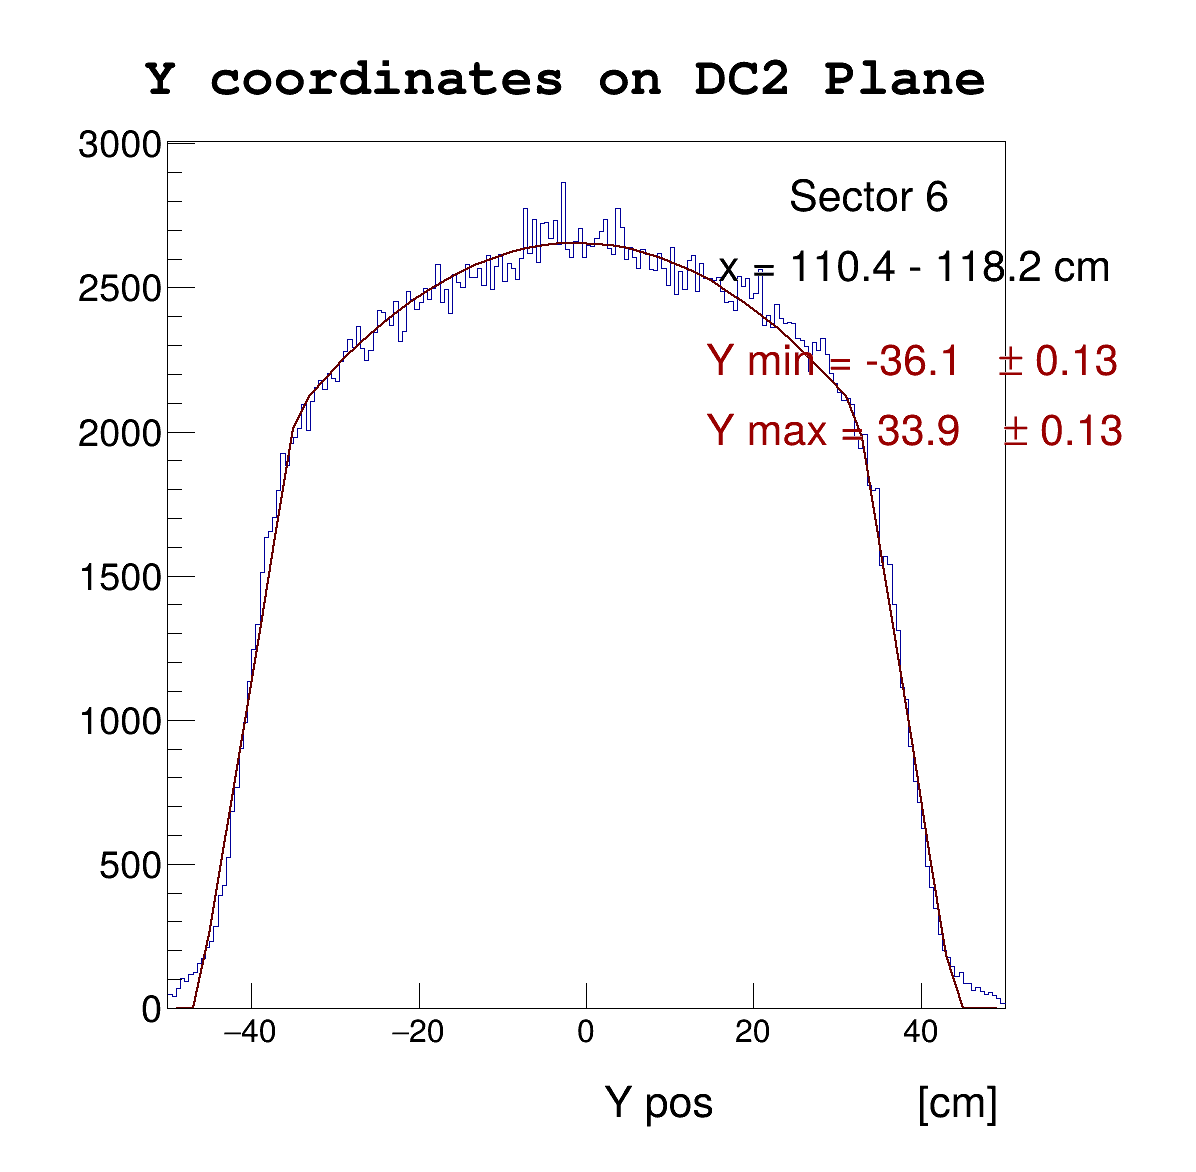 Y coordinates on DC2 Plane
3000
2500
2000
1500
1000
500
0
Sector 6
x = 110.4 - 118.2 cm
Y min = -36.1 ± 0.13
Y max = 33.9 ± 0.13
−40 −20 0 20 40
Y pos [cm]